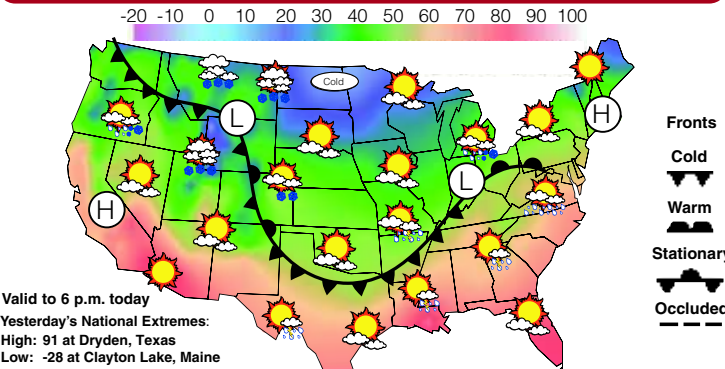 -20 -10 0 10 20 30 40 50 60 70 80 90 100
Cold
L
H
L
H
Fronts
Cold
Warm
Stationary
Occluded
Valid to 6 p.m. today
Yesterday's National Extremes:
High: 91 at Dryden, Texas
Low: -28 at Clayton Lake, Maine